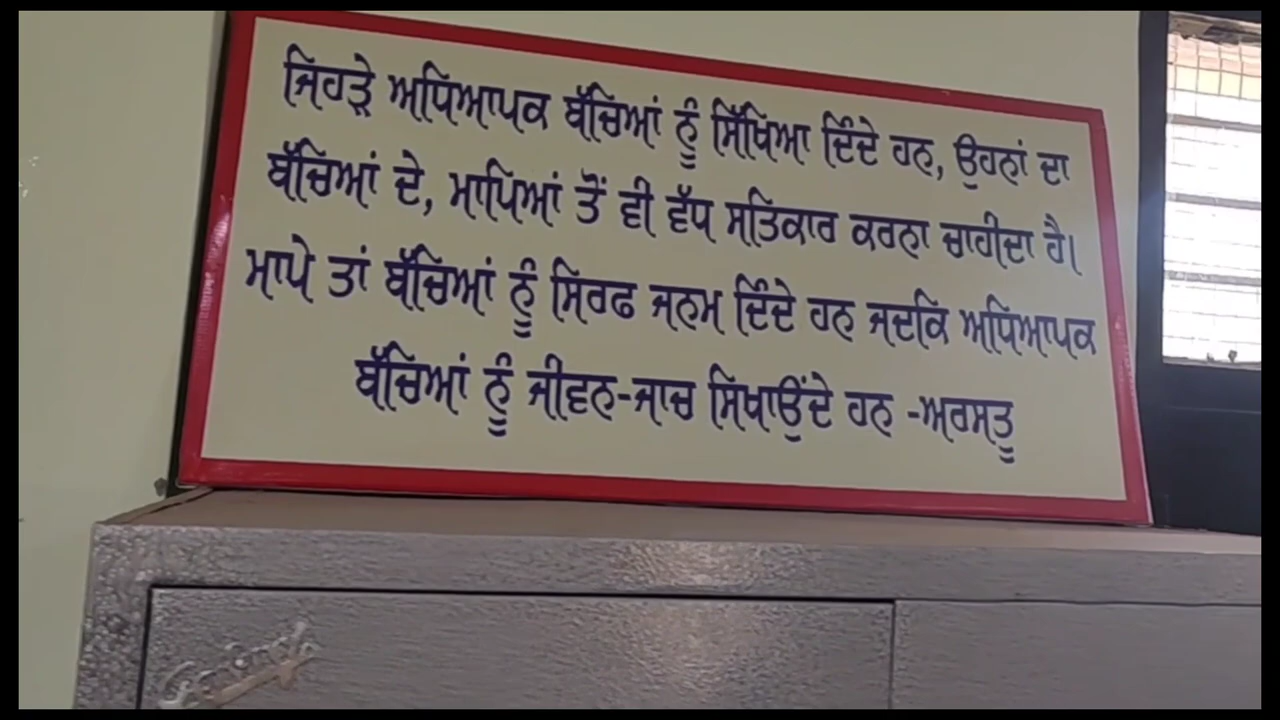 ਜਿਹੜੇ ਅਧਿਆਪਕ ਬੱਚਿਆਂ ਨੂੰ ਸਿੱਖਿਆ ਦਿੰਦੇ ਹਨ, ਉਹਨਾਂ ਦਾ
ਬੱਚਿਆਂ ਦੇ, ਮਾਪਿਆਂ ਤੋਂ ਵੀ ਵੱਧ ਸਤਿਕਾਰ ਕਰਨਾ ਚਾਹੀਦਾ ਹੈ।
ਮਾਪੇ ਤਾਂ ਬੱਚਿਆਂ ਨੂੰ ਸਿਰਫ ਜਨਮ ਦਿੰਦੇ ਹਨ ਜਦਕਿ ਅਧਿਆਪਕ
ਬੱਚਿਆਂ ਨੂੰ ਜੀਵਨ-ਜਾਚ ਸਿਖਾਉਂਦੇ ਹਨ -ਅਰਸਤੂ